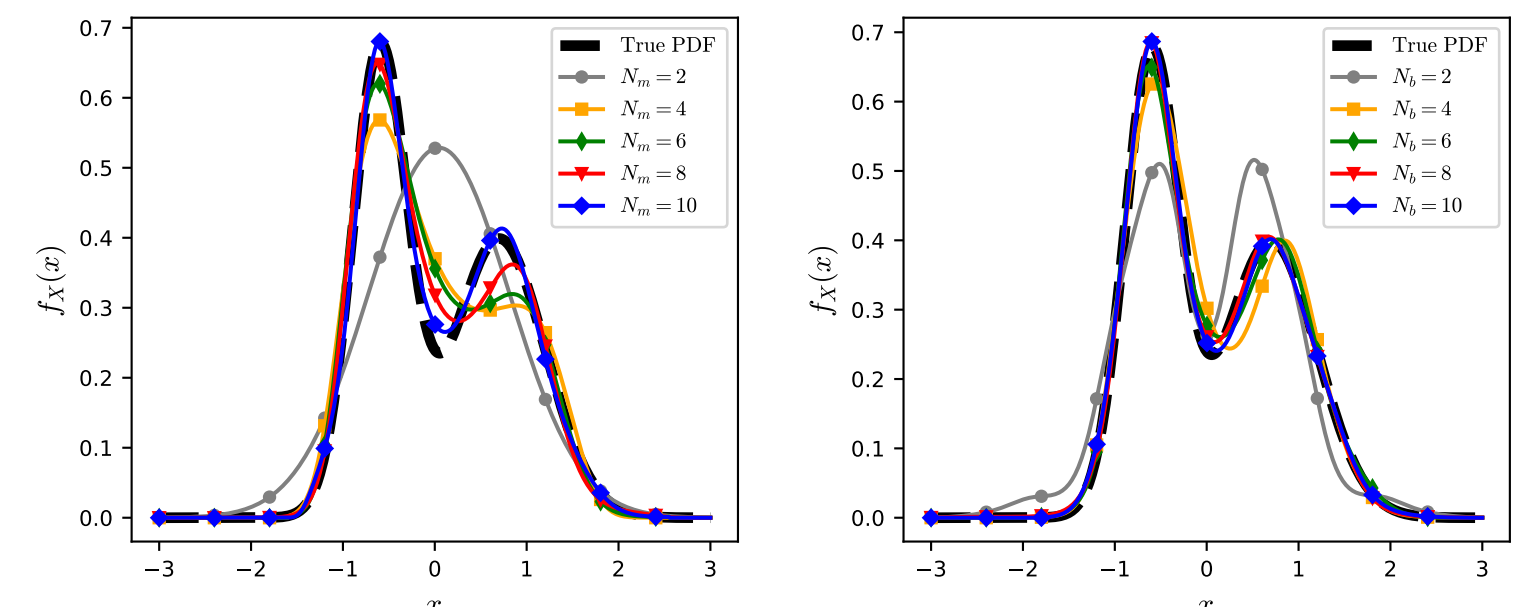 0.7
0.6
0.5
0.4
0.3
0.2
0.1
0.0
f_X(x)
−3 −2 −1 0 1 2 3
x
True PDF
N_m = 2
N_m = 4
N_m = 6
N_m = 8
N_m = 10
0.7
0.6
0.5
0.4
0.3
0.2
0.1
0.0
f_X(x)
−3 −2 −1 0 1 2 3
x
True PDF
N_b = 2
N_b = 4
N_b = 6
N_b = 8
N_b = 10